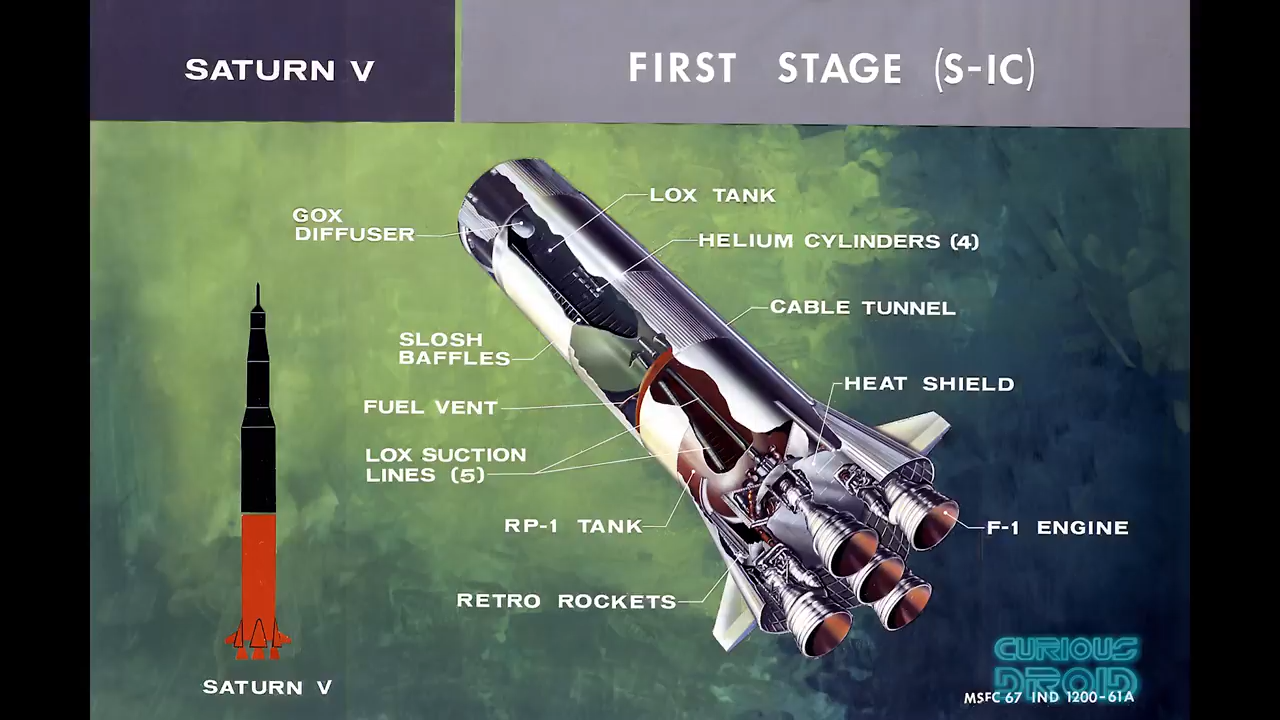 SATURN V
FIRST STAGE (S-IC)
LOX TANK
GOX
DIFFUSER
HELIUM CYLINDERS (4)
CABLE TUNNEL
SLOSH
BAFFLES
HEAT SHIELD
FUEL VENT
LOX SUCTION
LINES (5)
RP-1 TANK
F-1 ENGINE
RETRO ROCKETS
SATURN V
CURIOUS
DROID
MSFC 67 IND 1200-61A